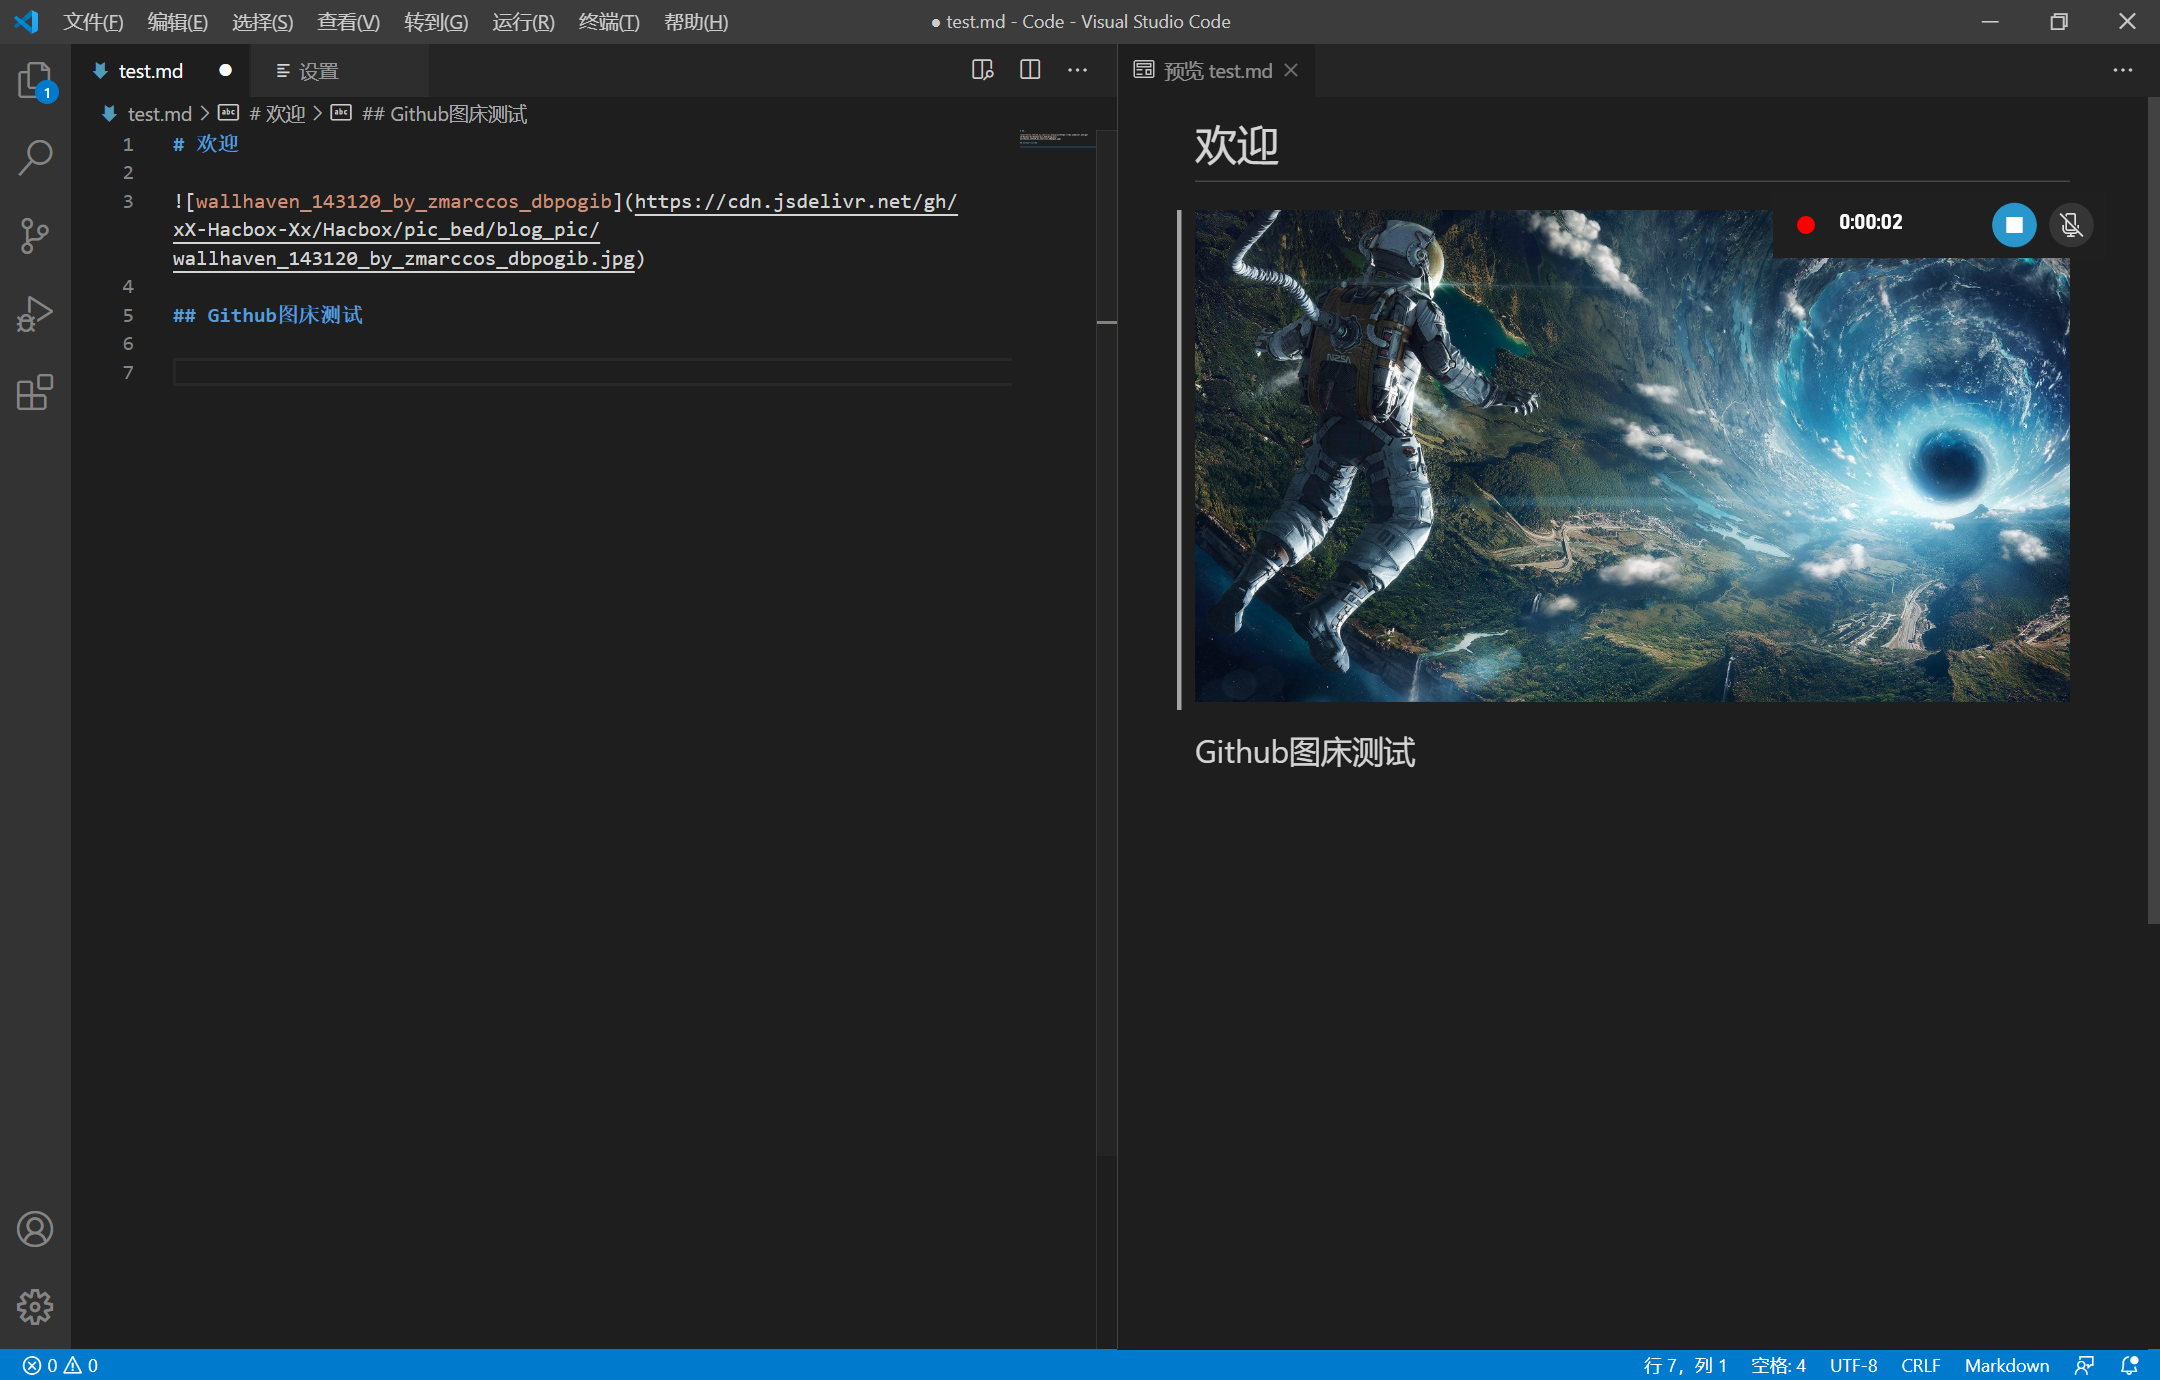 文件(F) 编辑(E) 选择(S) 查看(V) 转到(G) 运行(R) 终端(T) 帮助(H)
● test.md - Code - Visual Studio Code
1
test.md
设置
预览 test.md
test.md > # 欢迎 > ## Github图床测试
1 # 欢迎
2
3 ![wallhaven_143120_by_zmarccos_dbpogib](https://cdn.jsdelivr.net/gh/
xX-Hacbox-Xx/Hacbox/pic_bed/blog_pic/
wallhaven_143120_by_zmarccos_dbpogib.jpg)
4
5 ## Github图床测试
6
7
欢迎
0:00:02
Github图床测试
0 0
行 7，列 1 空格: 4 UTF-8 CRLF Markdown